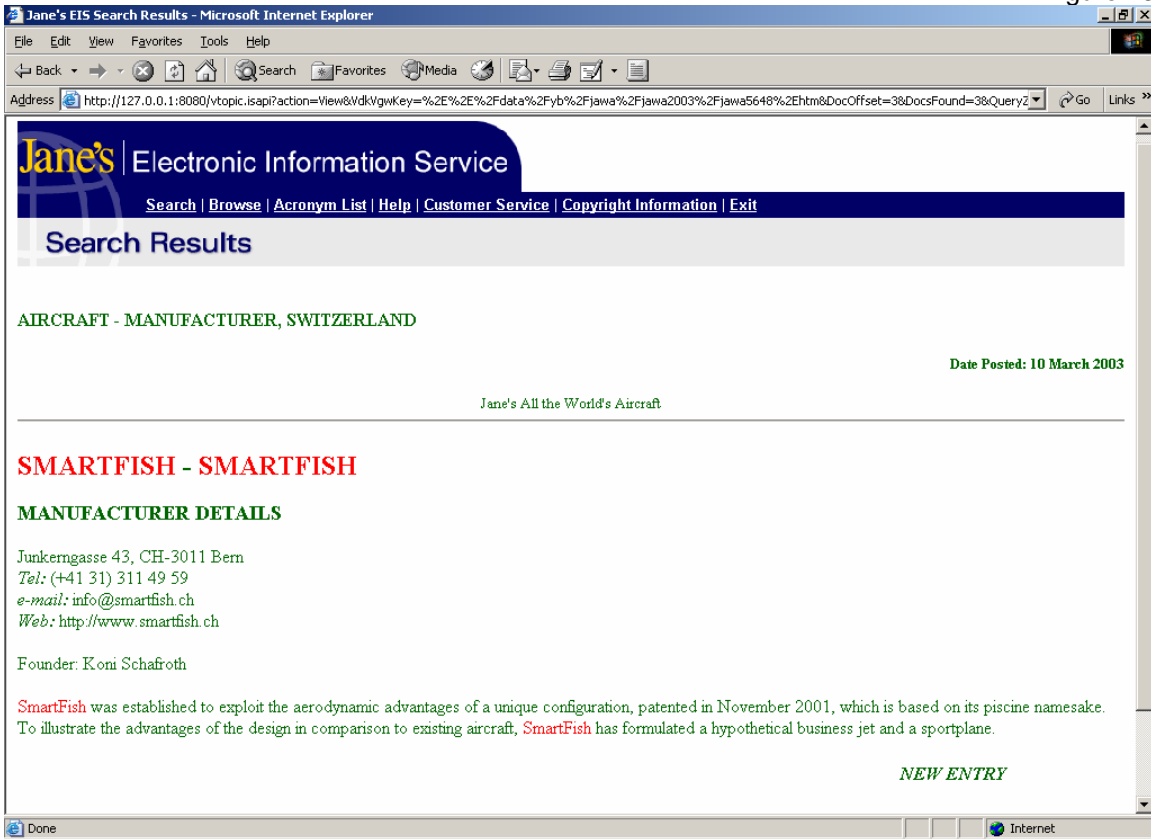 Jane's EIS Search Results - Microsoft Internet Explorer
File Edit View Favorites Tools Help
Back Search Favorites Media
Address http://127.0.0.1:8080/vtopic.isapi?action=View&VdkVgwKey=%2E%2E%2Fdata%2Fyb%2Fjawa%2Fjawa2003%2Fjawa5648%2Ehtm&DocOffset=3&DocsFound=3&QueryZ Go Links »
Jane's | Electronic Information Service
Search | Browse | Acronym List | Help | Customer Service | Copyright Information | Exit
Search Results
AIRCRAFT - MANUFACTURER, SWITZERLAND
Date Posted: 10 March 2003
Jane's All the World's Aircraft
SMARTFISH - SMARTFISH
MANUFACTURER DETAILS
Junkerngasse 43, CH-3011 Bern
Tel: (+41 31) 311 49 59
e-mail: info@smartfish.ch
Web: http://www.smartfish.ch
Founder: Koni Schafroth
SmartFish was established to exploit the aerodynamic advantages of a unique configuration, patented in November 2001, which is based on its piscine namesake.
To illustrate the advantages of the design in comparison to existing aircraft, SmartFish has formulated a hypothetical business jet and a sportplane.
NEW ENTRY
Done Internet